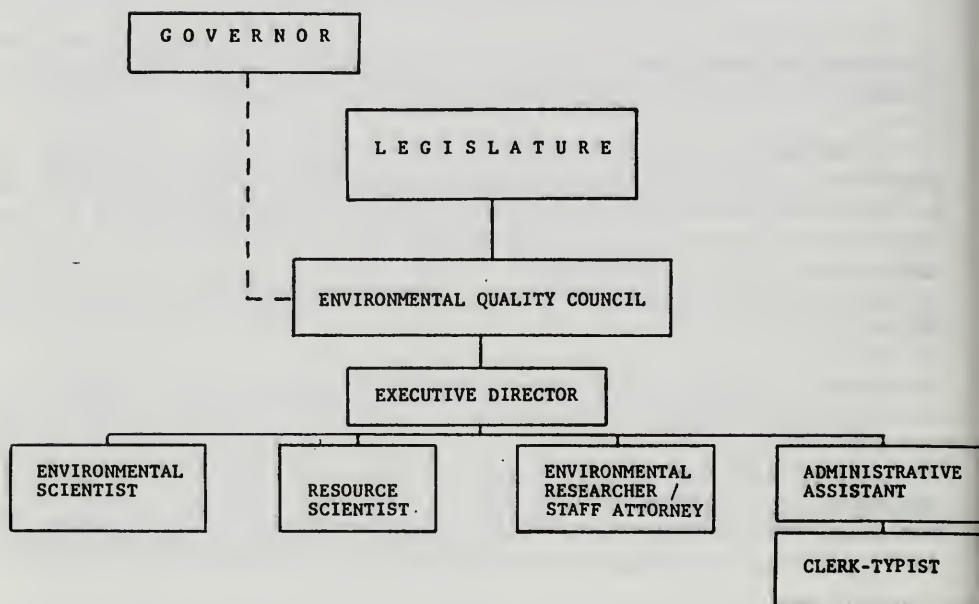 GOVERNOR
LEGISLATURE
ENVIRONMENTAL QUALITY COUNCIL
EXECUTIVE DIRECTOR
ENVIRONMENTAL
SCIENTIST
RESOURCE
SCIENTIST
ENVIRONMENTAL
RESEARCHER /
STAFF ATTORNEY
ADMINISTRATIVE
ASSISTANT
CLERK-TYPIST